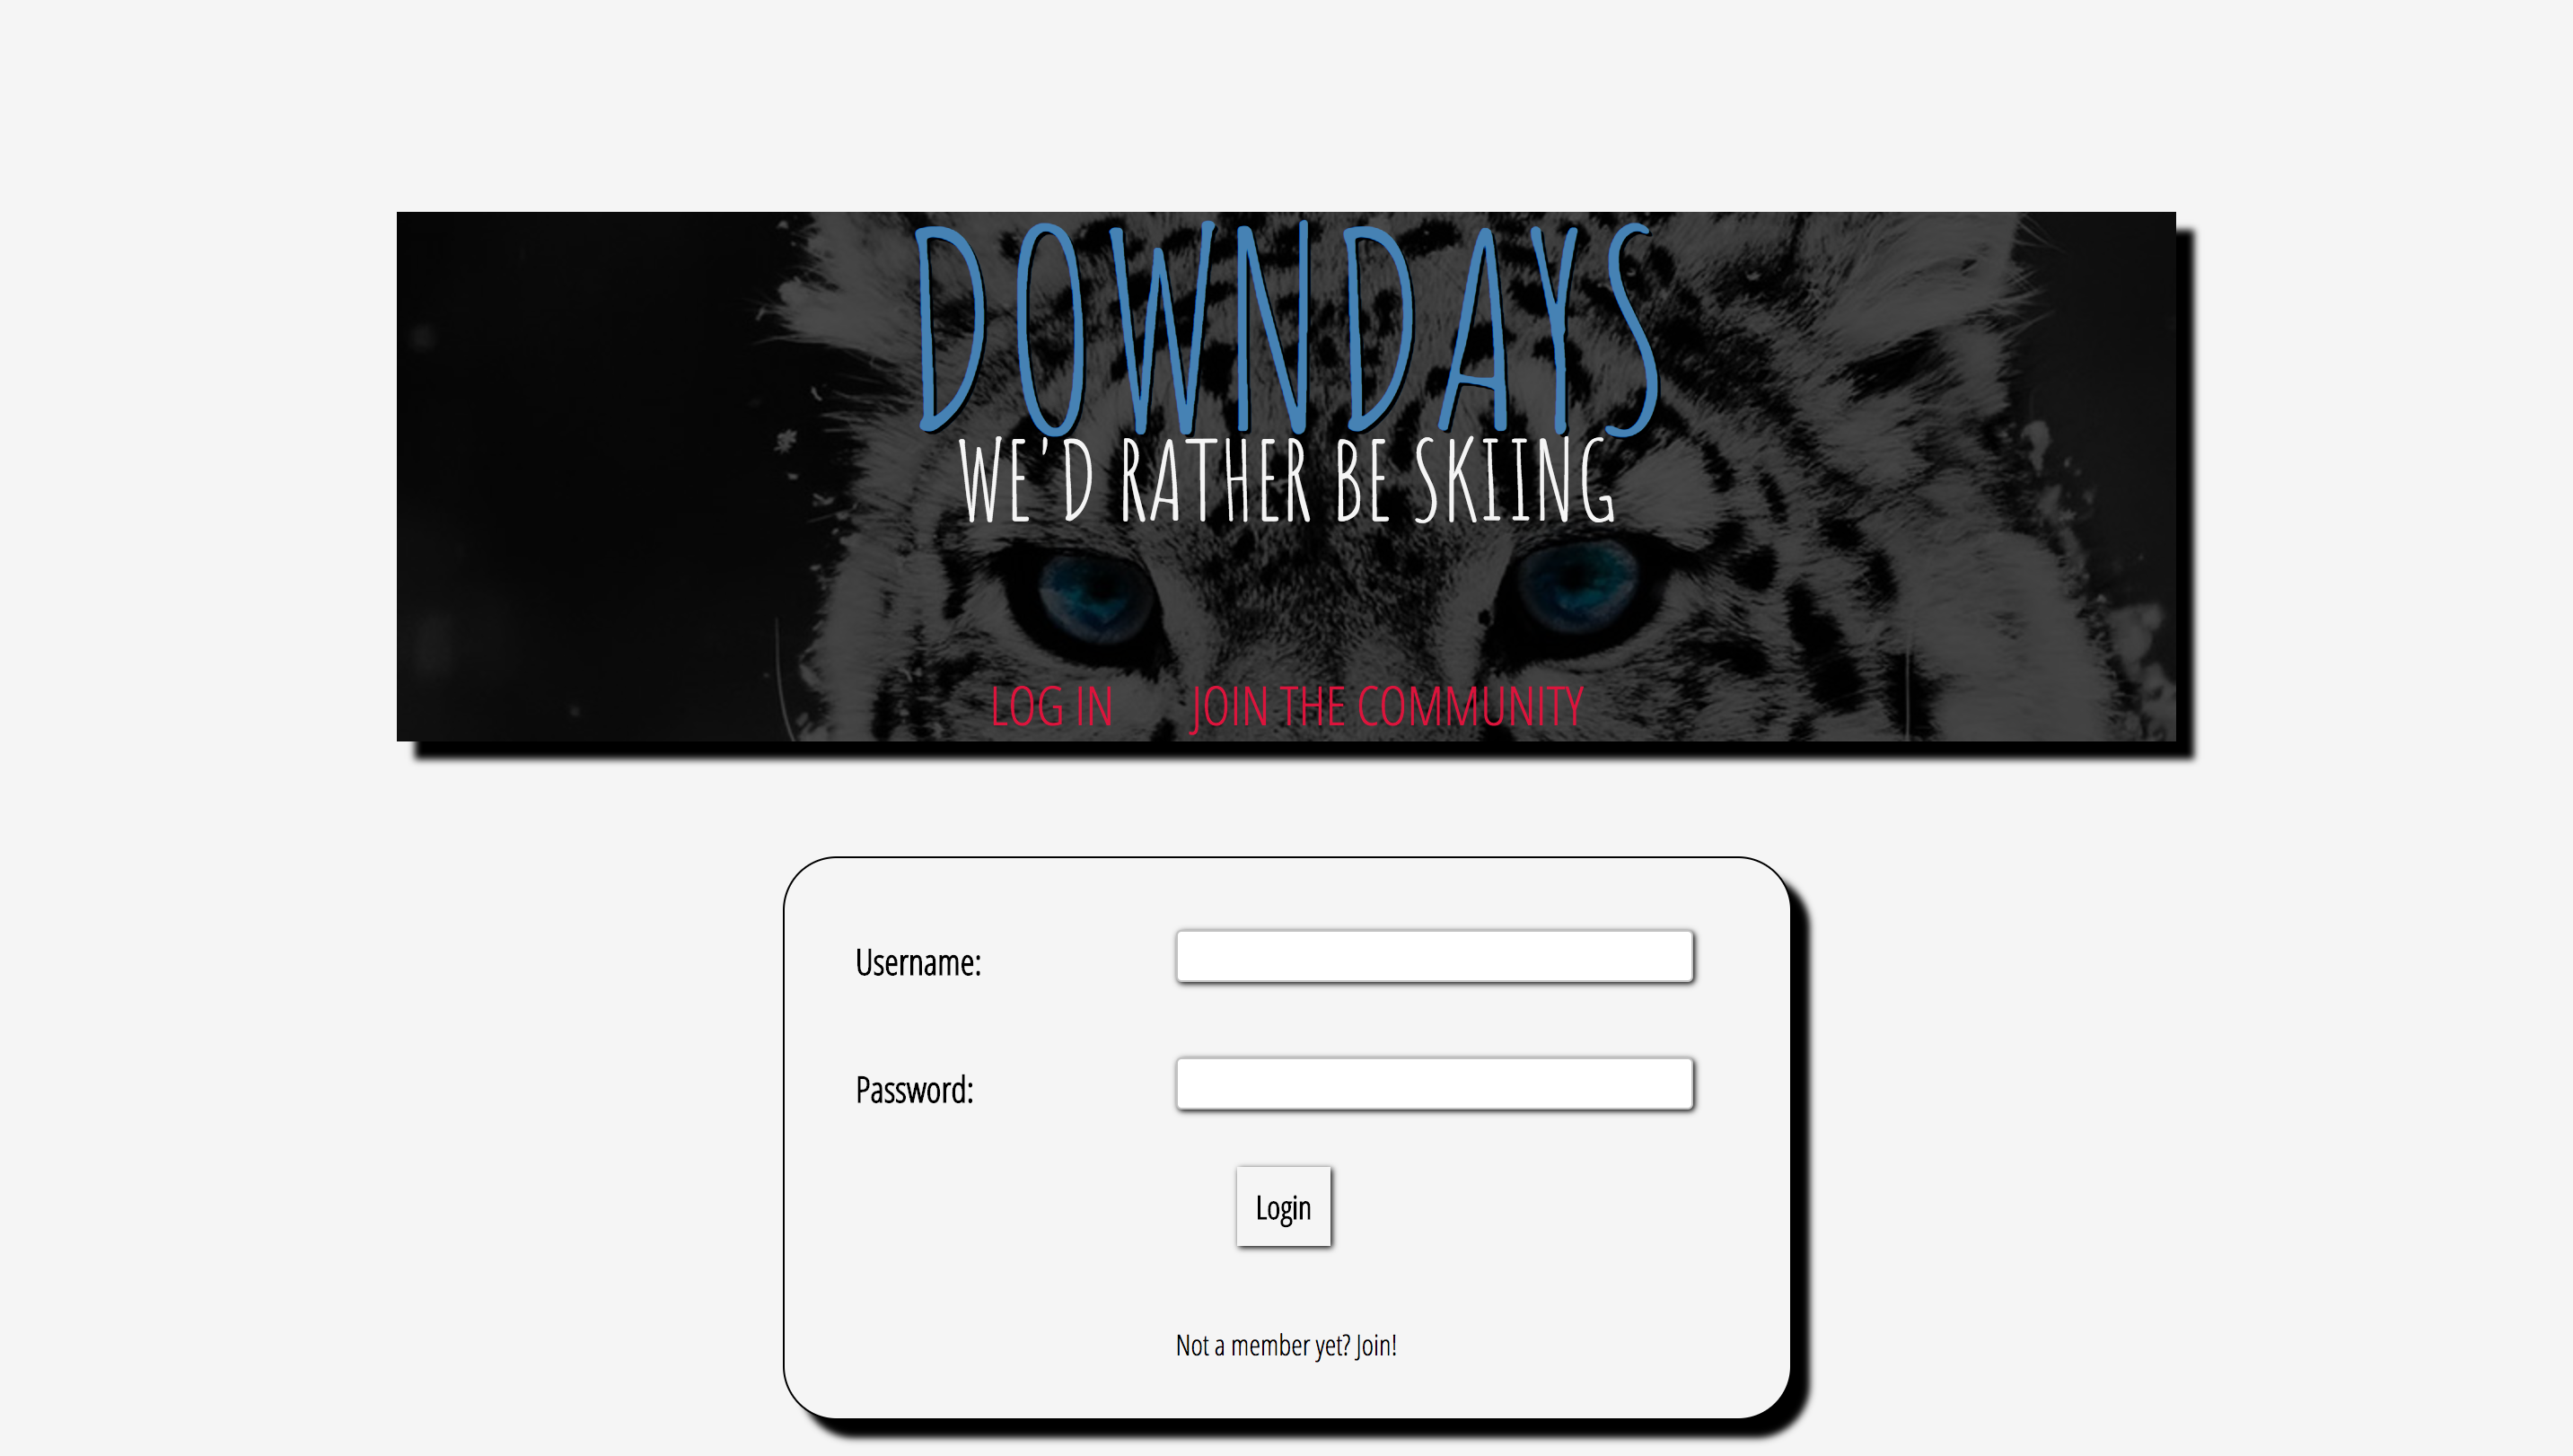 DOWNDAYS
WE'D RATHER BE SKIING
LOG IN JOIN THE COMMUNITY
Username:
Password:
Login
Not a member yet? Join!